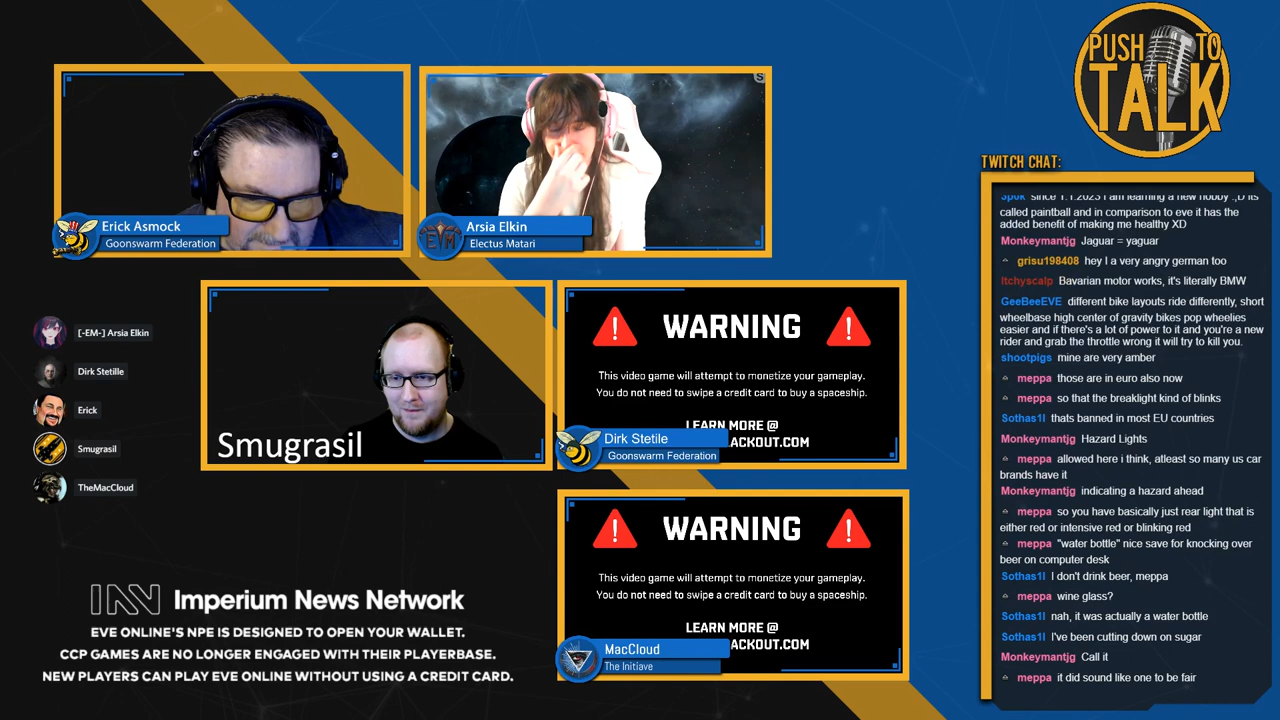 PUSH TO
TALK
TWITCH CHAT:
Erick Asmock
Goonswarm Federation
EVM
Arsia Elkin
Electus Matari
S
[-EM-] Arsia Elkin
Dirk Stetille
Erick
Smugrasil
TheMacCloud
Smugrasil
WARNING
This video game will attempt to monetize your gameplay.
You do not need to swipe a credit card to buy a spaceship.
LEARN MORE @
ACKOUT.COM
Dirk Stetile
Goonswarm Federation
WARNING
This video game will attempt to monetize your gameplay.
You do not need to swipe a credit card to buy a spaceship.
LEARN MORE @
ACKOUT.COM
MacCloud
The Initiave
INN Imperium News Network
EVE ONLINE'S NPE IS DESIGNED TO OPEN YOUR WALLET.
CCP GAMES ARE NO LONGER ENGAGED WITH THEIR PLAYERBASE.
NEW PLAYERS CAN PLAY EVE ONLINE WITHOUT USING A CREDIT CARD.
since 1.1.2023 I am learning a new hobby :,D its
called paintball and in comparison to eve it has the
added benefit of making me healthy XD
Monkeymantjg Jaguar = yaguar
grisu198408 hey I a very angry german too
Itchyscalp Bavarian motor works, it's literally BMW
GeeBeeEVE different bike layouts ride differently, short
wheelbase high center of gravity bikes pop wheelies
easier and if there's a lot of power to it and you're a new
rider and grab the throttle wrong it will try to kill you.
shootpigs mine are very amber
meppa those are in euro also now
meppa so that the breaklight kind of blinks
Sothas1l thats banned in most EU countries
Monkeymantjg Hazard Lights
meppa allowed here i think, atleast so many us car
brands have it
Monkeymantjg indicating a hazard ahead
meppa so you have basically just rear light that is
either red or intensive red or blinking red
meppa "water bottle" nice save for knocking over
beer on computer desk
Sothas1l I don't drink beer, meppa
meppa wine glass?
Sothas1l nah, it was actually a water bottle
Sothas1l I've been cutting down on sugar
Monkeymantjg Call it
meppa it did sound like one to be fair